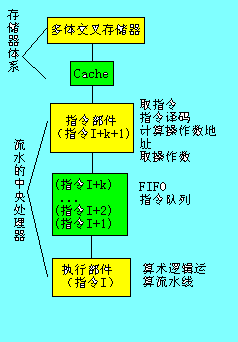 存储器体系
多体交叉存储器
Cache
流水的中央处理器
指令部件
(指令I+k+1)
取指令
指令译码
计算操作数地
址
取操作数
(指令I+k)
...
(指令I+2)
(指令I+1)
FIFO
指令队列
执行部件
(指令I)
算术逻辑运
算流水线